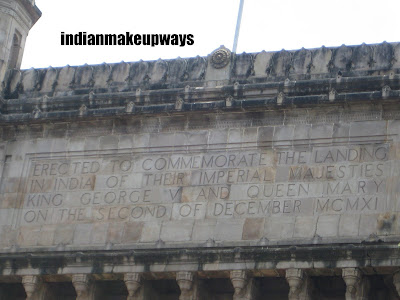 indianmakeupways
ERECTED TO COMMEMORATE THE LANDING
IN INDIA OF THEIR IMPERIAL MAJESTIES
KING GEORGE V AND QUEEN MARY
ON THE SECOND OF DECEMBER MCMXI